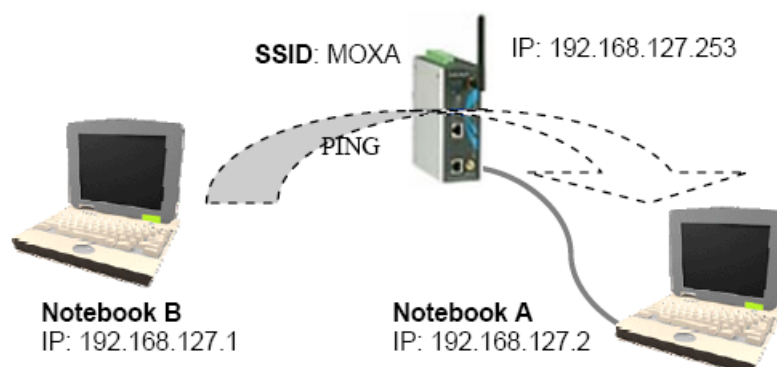 SSID: MOXA
IP: 192.168.127.253
PING
Notebook B
IP: 192.168.127.1
Notebook A
IP: 192.168.127.2